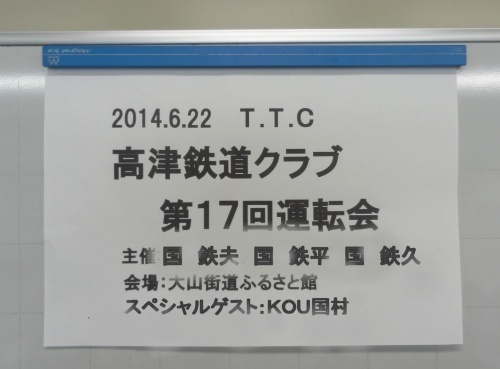 2014.6.22 T.T.C
高津鉄道クラブ
第17回運転会
主催:国 鉄夫 国 鉄平 国 鉄久
会場:大山街道ふるさと館
スペシャルゲスト:KOU国村